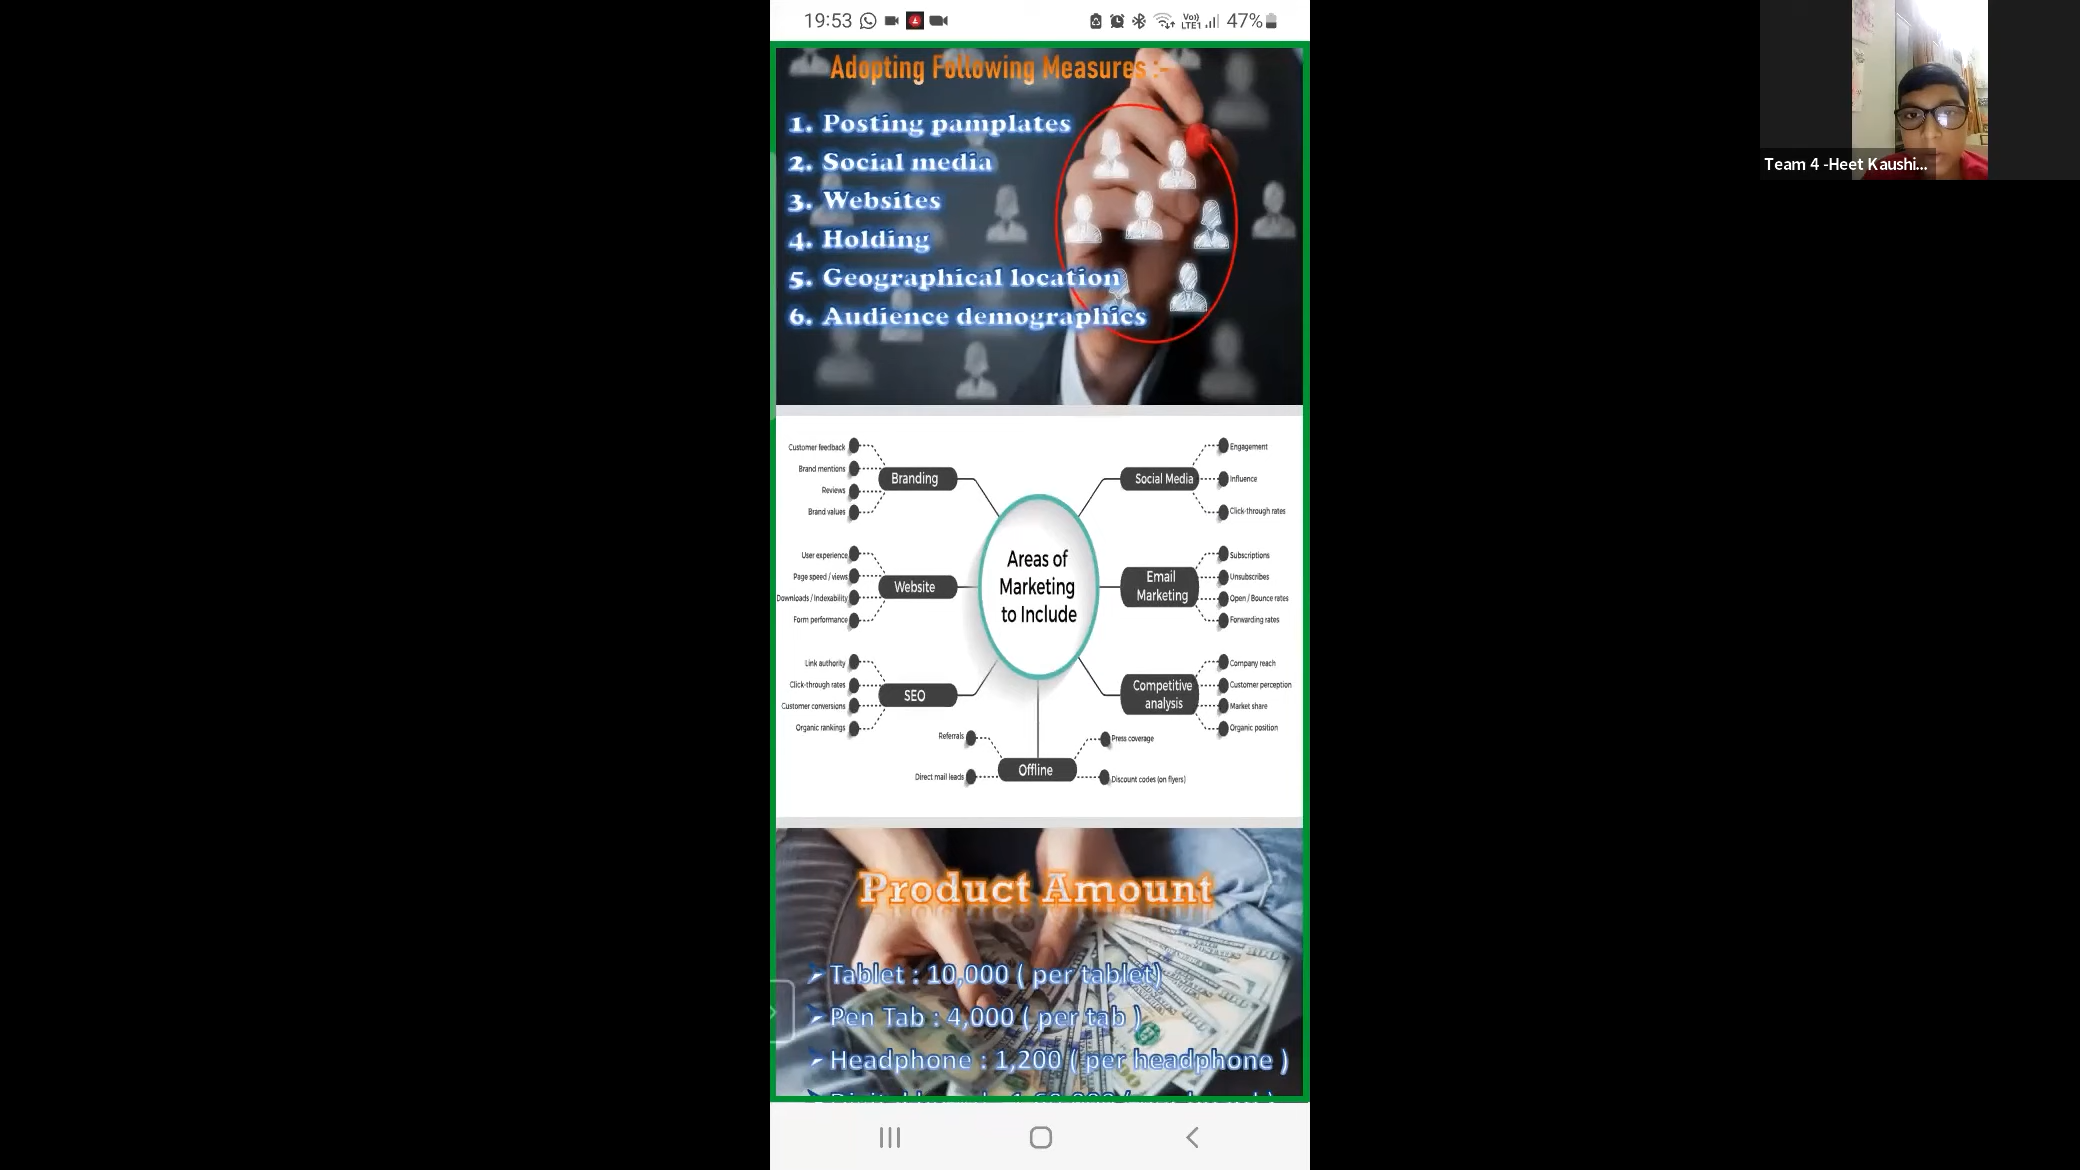 19:53
Vo)) LTE1 47%
Adopting Following Measures :-
1. Posting pamplates
2. Social media
3. Websites
4. Holding
5. Geographical location
6. Audience demographics
Customer feedback
Brand mentions
Reviews
Brand values
Branding
Engagement
Influence
Click-through rates
Social Media
User experience
Page speed / views
Downloads / Indexability
Form performance
Website
Areas of
Marketing
to Include
Subscriptions
Unsubscribes
Open / Bounce rates
Forwarding rates
Email
Marketing
Link authority
Click-through rates
Customer conversions
Organic rankings
SEO
Company reach
Customer perception
Market share
Organic position
Competitive
analysis
Referrals
Direct mail leads
Offline
Press coverage
Discount codes (on flyers)
Product Amount
➢ Tablet : 10,000 ( per tablet)
➢ Pen Tab : 4,000 ( per tab )
➢ Headphone : 1,200 ( per headphone )
Team 4 -Heet Kaushi...